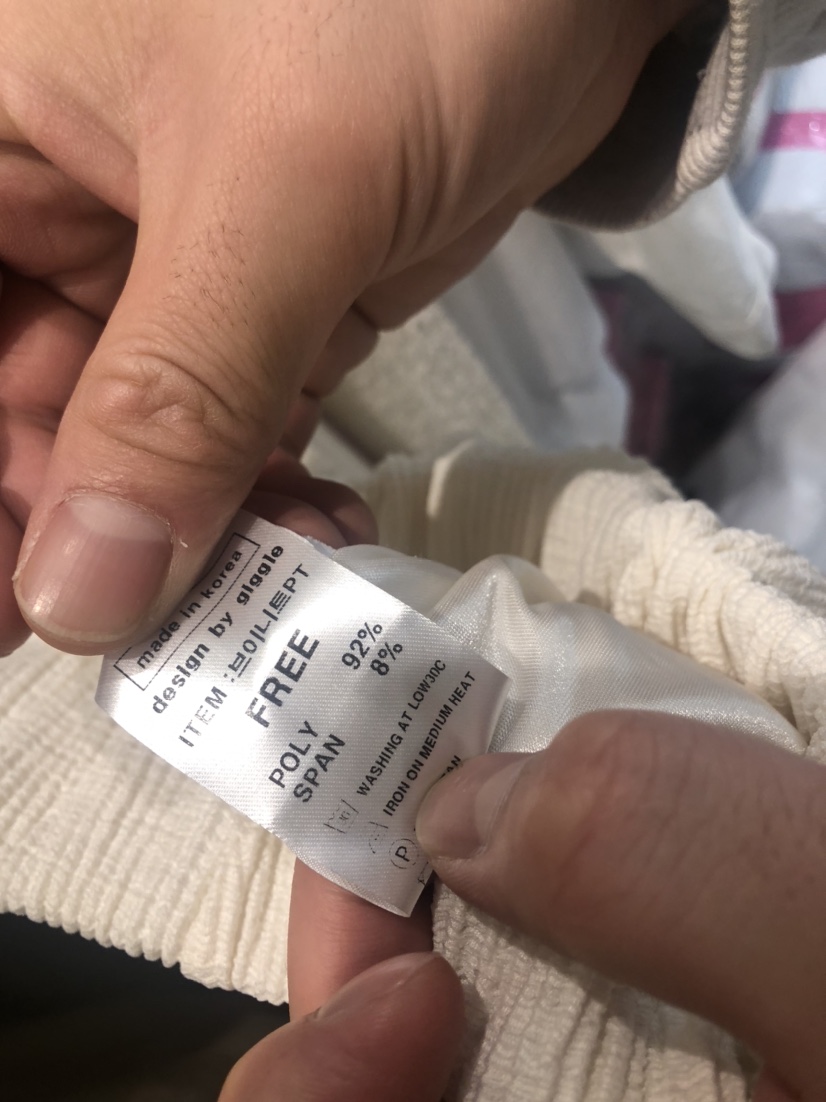 made in korea
design by giggle
ITEM : 브이니트PT
FREE
POLY 92%
SPAN 8%
WASHING AT LOW30C
IRON ON MEDIUM HEAT
P